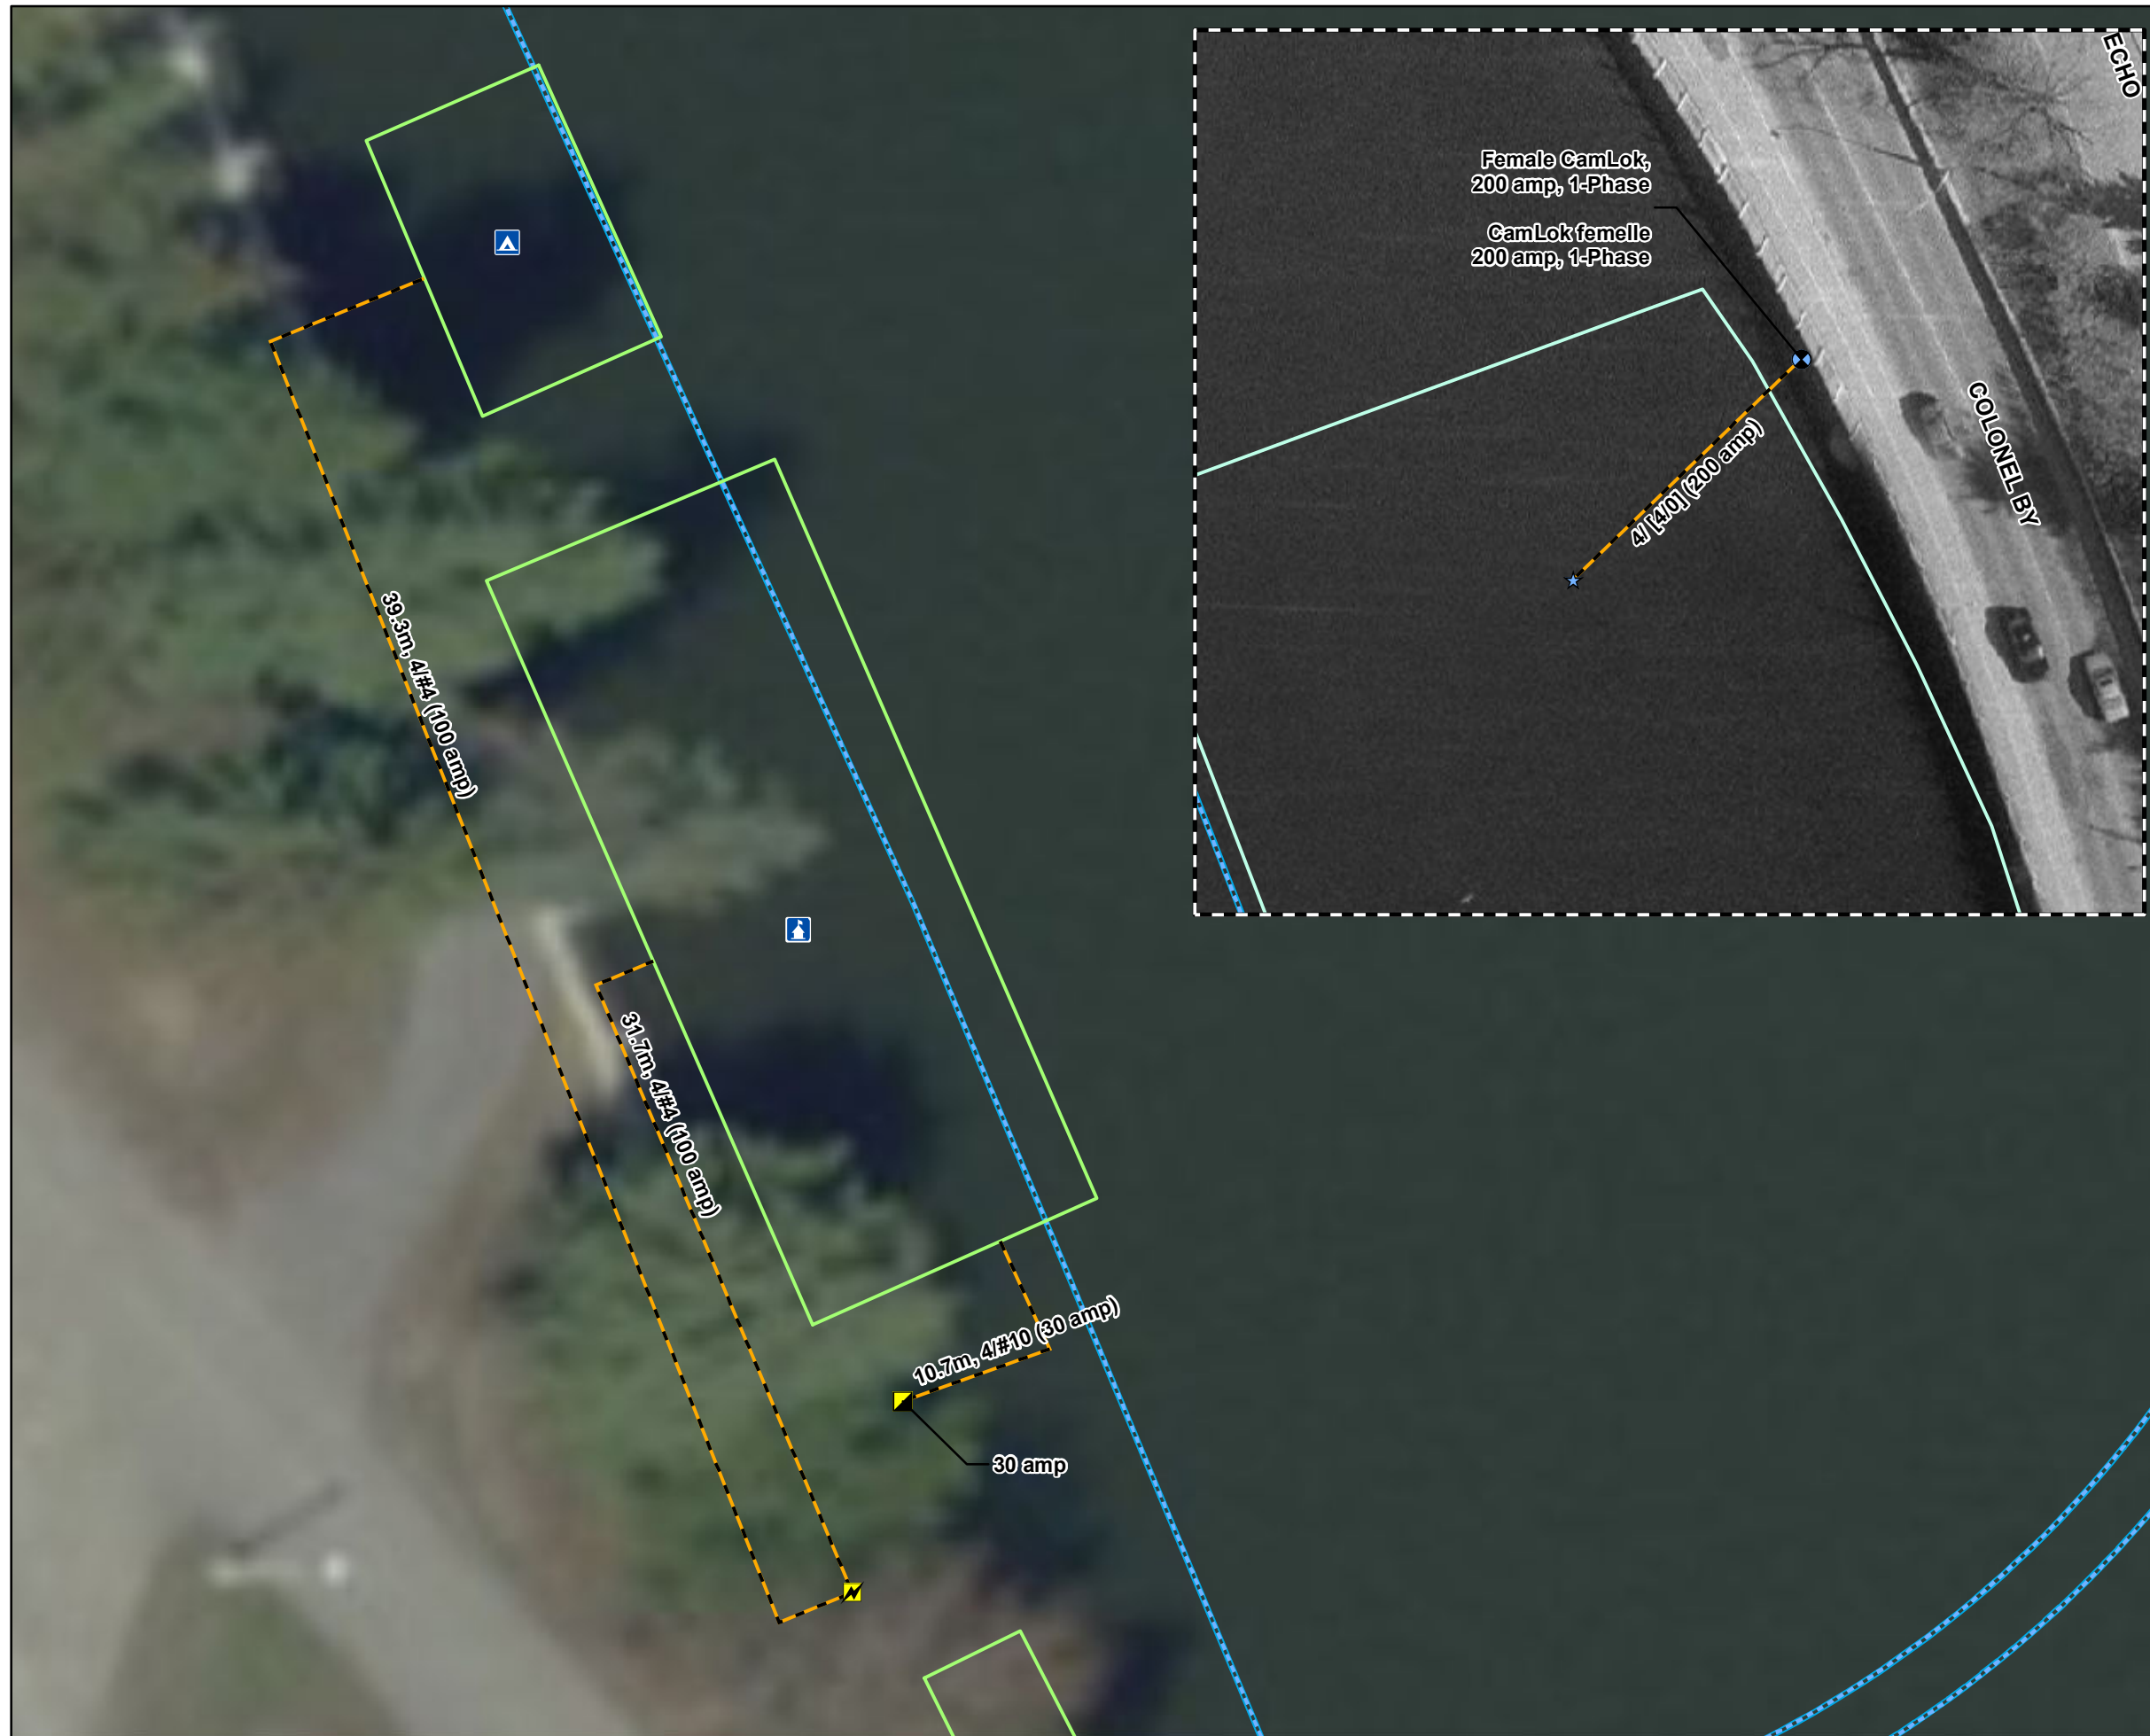 ECHO
Female CamLok,
200 amp, 1-Phase
CamLok femelle
200 amp, 1-Phase
COLONEL BY
4/ [4/0] (200 amp)
39.3m, 4/#4 (100 amp)
31.7m, 4/#4 (100 amp)
10.7m, 4/#10 (30 amp)
30 amp